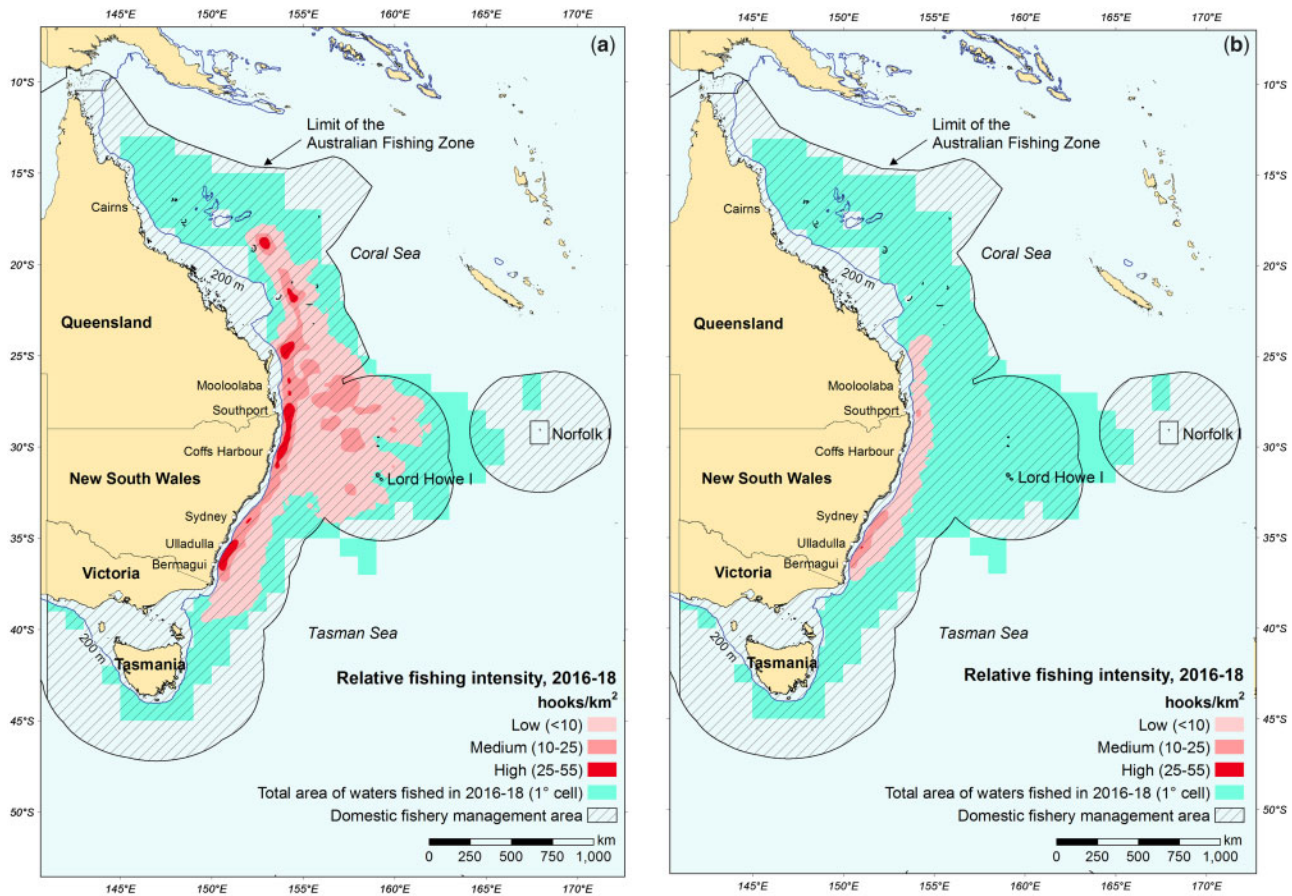 145°E 150°E 155°E 160°E 165°E 170°E
(a)
10°S
Limit of the
Australian Fishing Zone
15°S
Cairns
Coral Sea
20°S
200 m
Queensland
25°S
Mooloolaba
Southport
Norfolk I
30°S
Coffs Harbour
New South Wales
Lord Howe I
Sydney
35°S
Ulladulla
Bermagui
Victoria
40°S
Tasman Sea
200 m
Tasmania
Relative fishing intensity, 2016-18
hooks/km²
Low (<10)
45°S
Medium (10-25)
High (25-55)
Total area of waters fished in 2016-18 (1° cell)
50°S
Domestic fishery management area
km
0 250 500 750 1,000
145°E 150°E 155°E 160°E 165°E 170°E
145°E 150°E 155°E 160°E 165°E 170°E
(b)
10°S
Limit of the
Australian Fishing Zone
15°S
Cairns
Coral Sea
20°S
200 m
Queensland
25°S
Mooloolaba
Southport
Norfolk I
30°S
Coffs Harbour
New South Wales
Lord Howe I
Sydney
35°S
Ulladulla
Bermagui
Victoria
40°S
Tasman Sea
200 m
Tasmania
Relative fishing intensity, 2016-18
hooks/km²
Low (<10)
45°S
Medium (10-25)
High (25-55)
Total area of waters fished in 2016-18 (1° cell)
50°S
Domestic fishery management area
km
0 250 500 750 1,000
145°E 150°E 155°E 160°E 165°E 170°E